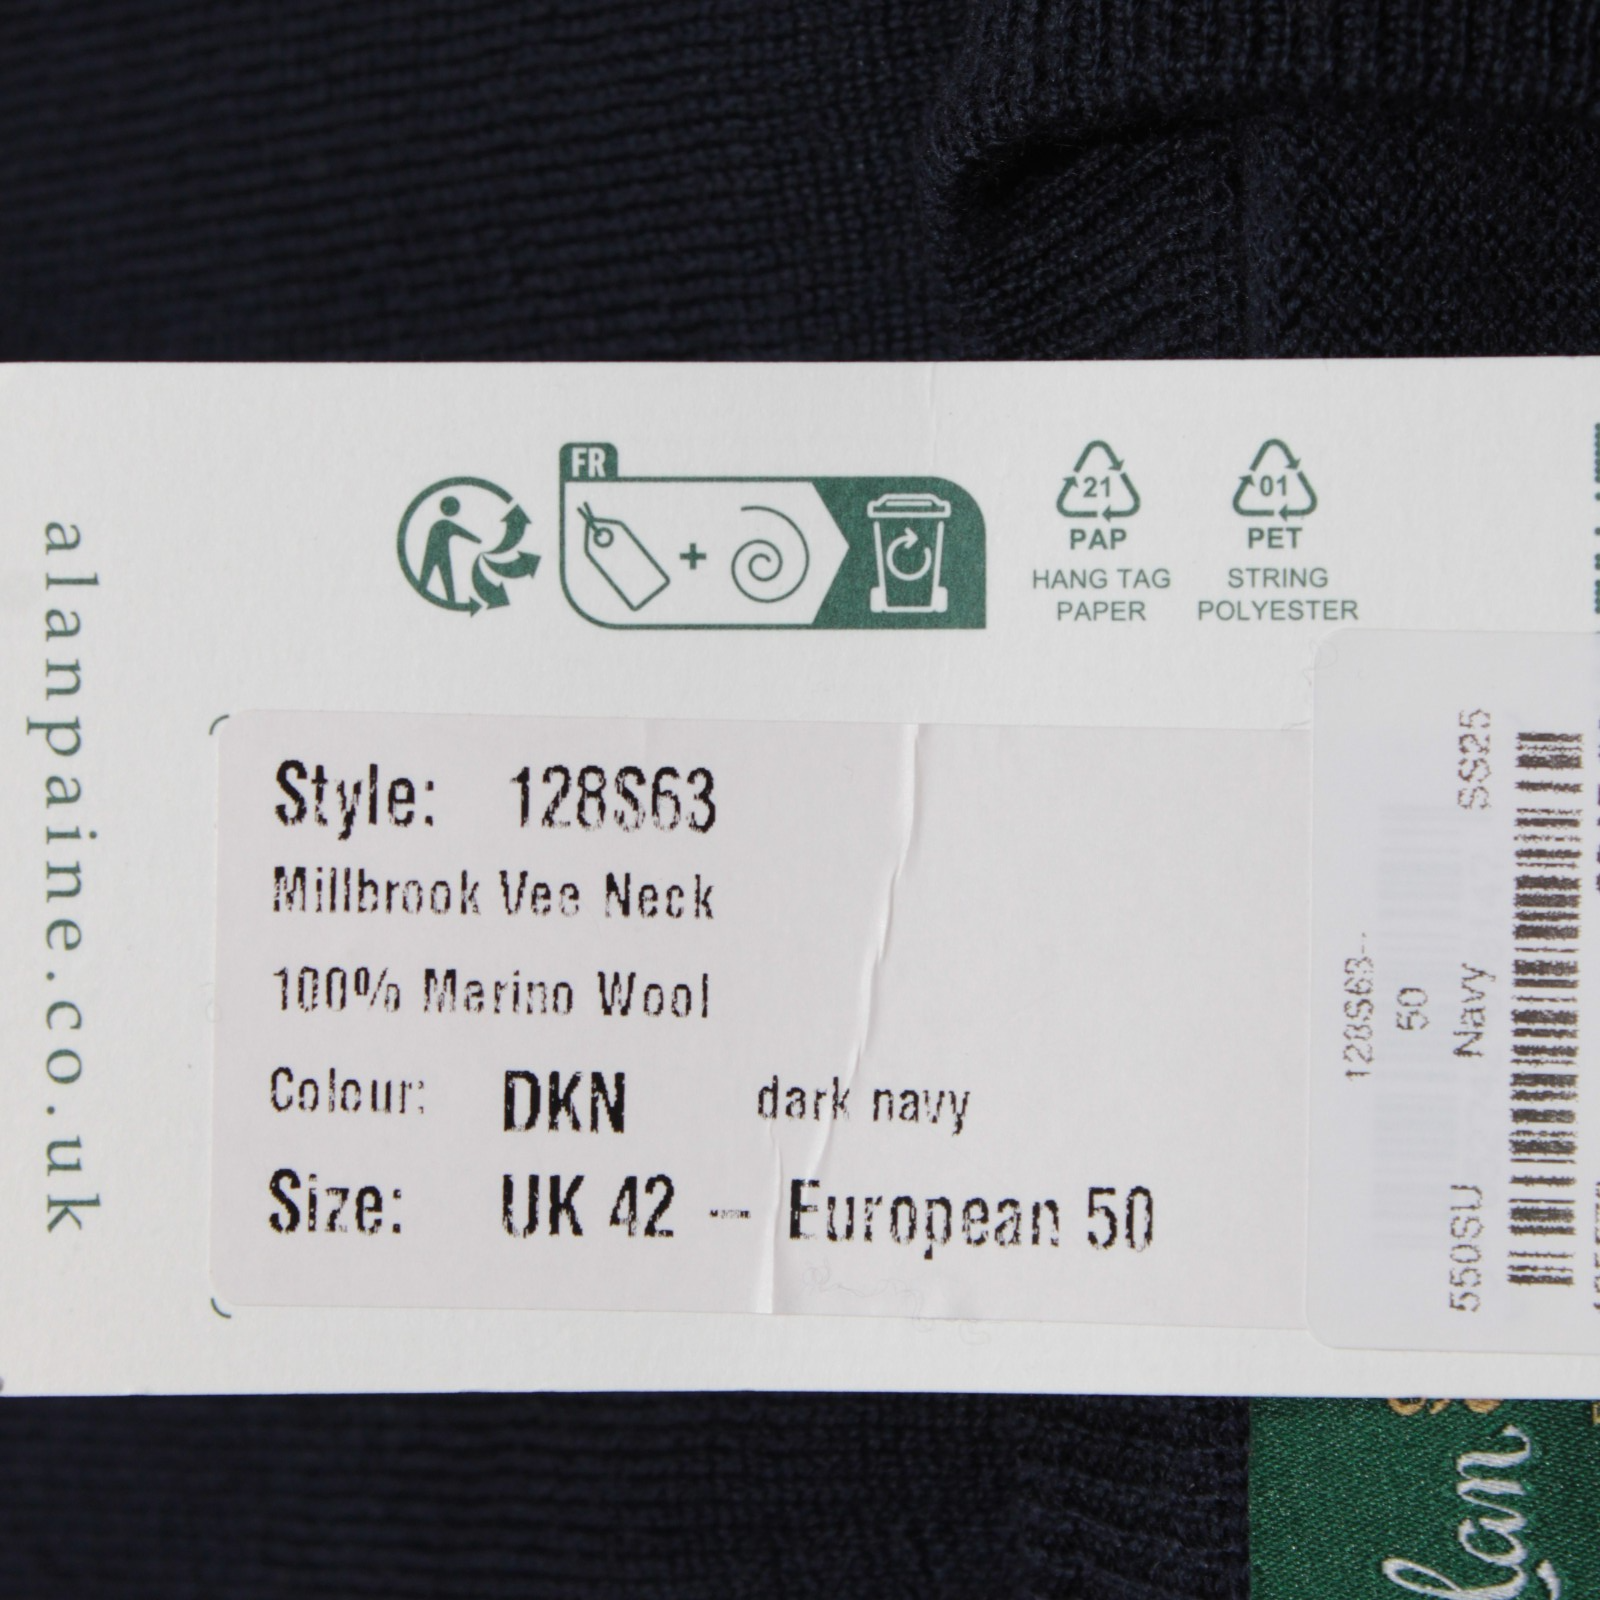 alanpaine.co.uk
FR
21
PAP
HANG TAG
PAPER
01
PET
STRING
POLYESTER
Style: 128S63
Millbrook Vee Neck
100% Merino Wool
Colour: DKN dark navy
Size: UK 42 - European 50
128S63--
50
550SU Navy SS25